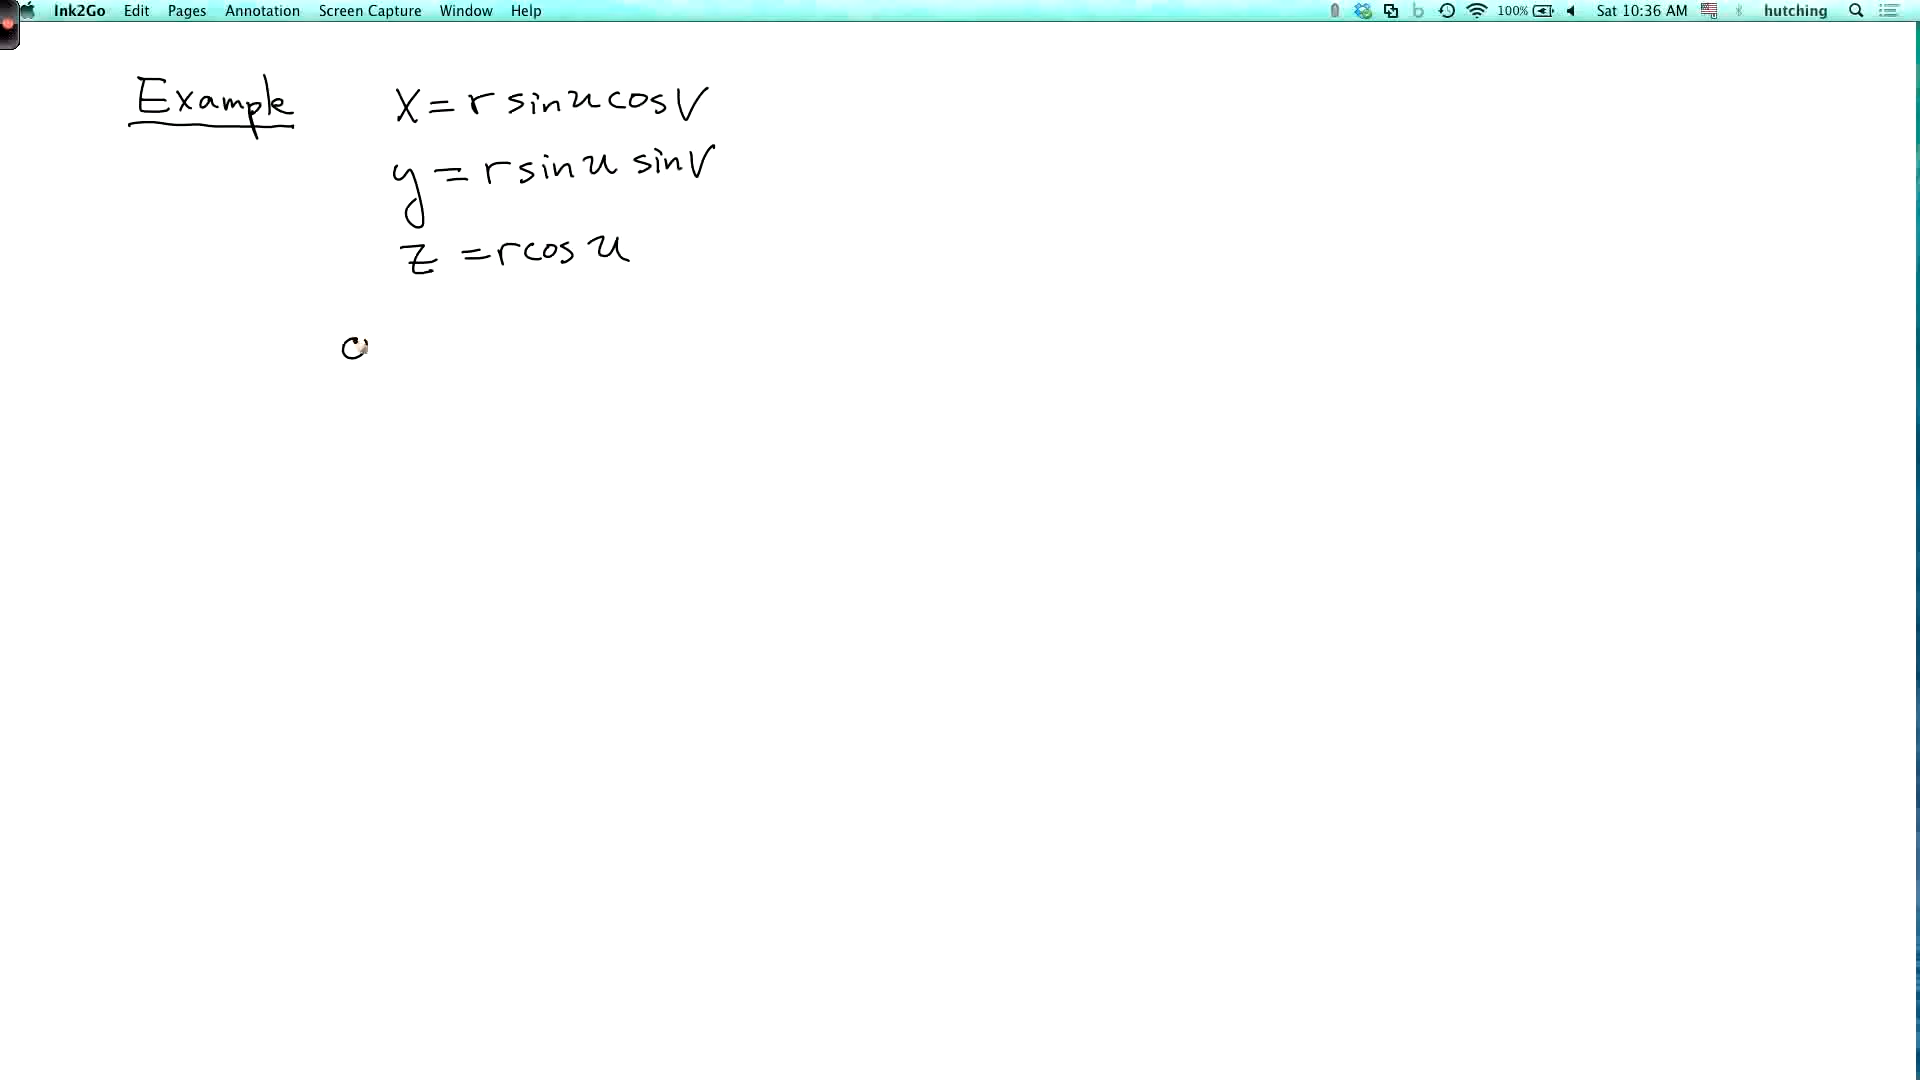 Ink2Go Edit Pages Annotation Screen Capture Window Help 100% Sat 10:36 AM hutching
Example x = r sin u cos v
y = r sin u sin v
z = r cos u
0